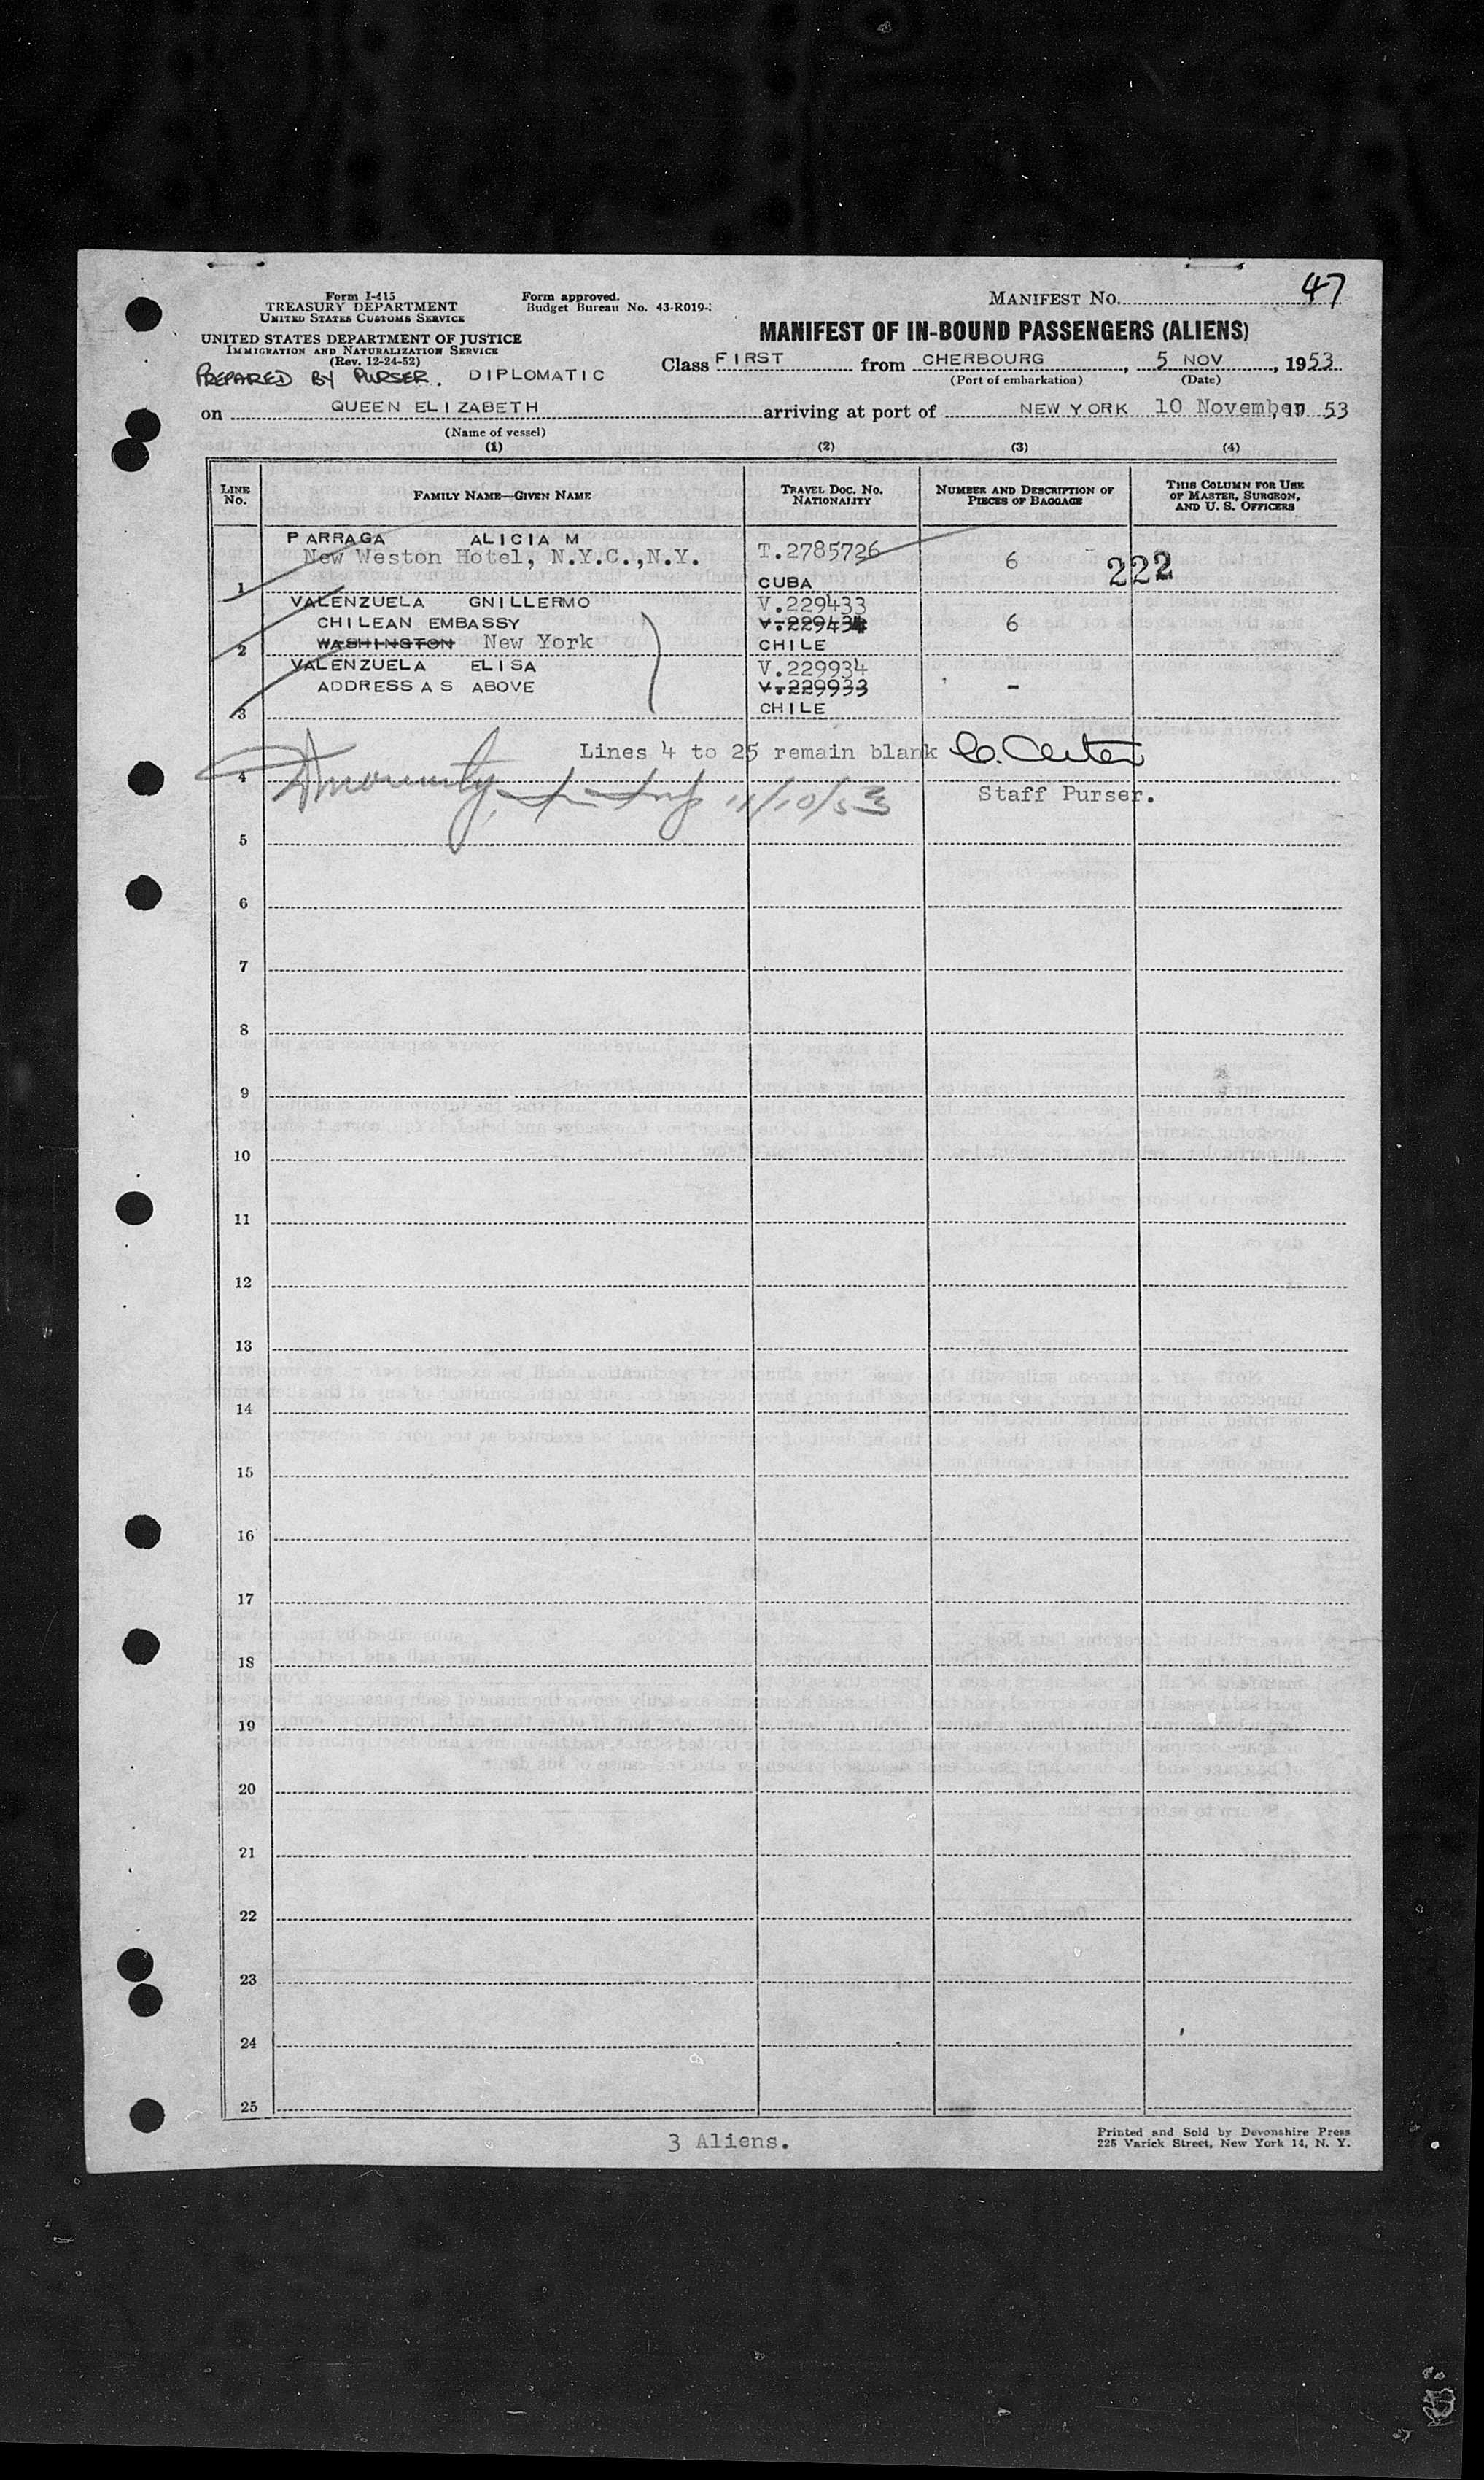 Form I-415
TREASURY DEPARTMENT
UNITED STATES CUSTOMS SERVICE
Form approved.
Budget Bureau No. 43-R019-
MANIFEST No. 47
UNITED STATES DEPARTMENT OF JUSTICE
IMMIGRATION AND NATURALIZATION SERVICE
(Rev. 12-24-52)
MANIFEST OF IN-BOUND PASSENGERS (ALIENS)
PREPARED BY PURSER. DIPLOMATIC
Class FIRST from CHERBOURG, 5 NOV, 1953
(Port of embarkation) (Date)
on QUEEN ELIZABETH arriving at port of NEW YORK 10 November, 19 53
(Name of vessel)
(1) (2) (3) (4)
LINE No.
FAMILY NAME—GIVEN NAME
TRAVEL DOC. No. NATIONALITY
NUMBER AND DESCRIPTION OF PIECES OF BAGGAGE
THIS COLUMN FOR USE OF MASTER, SURGEON, AND U. S. OFFICERS
PARRAGA ALICIA M
New Weston Hotel, N.Y.C.,N.Y. T.2785726 6 222
1 CUBA
VALENZUELA GNILLERMO V.229433
CHILEAN EMBASSY V.229434 6
2 WASHINGTON New York CHILE
VALENZUELA ELISA V.229934
ADDRESS AS ABOVE V.229933 -
3 CHILE
Lines 4 to 25 remain blank
4 11/10/53 Staff Purser.
5
6
7
8
9
10
11
12
13
14
15
16
17
18
19
20
21
22
23
24
25
3 Aliens.
Printed and Sold by Devonshire Press
225 Varick Street, New York 14, N. Y.